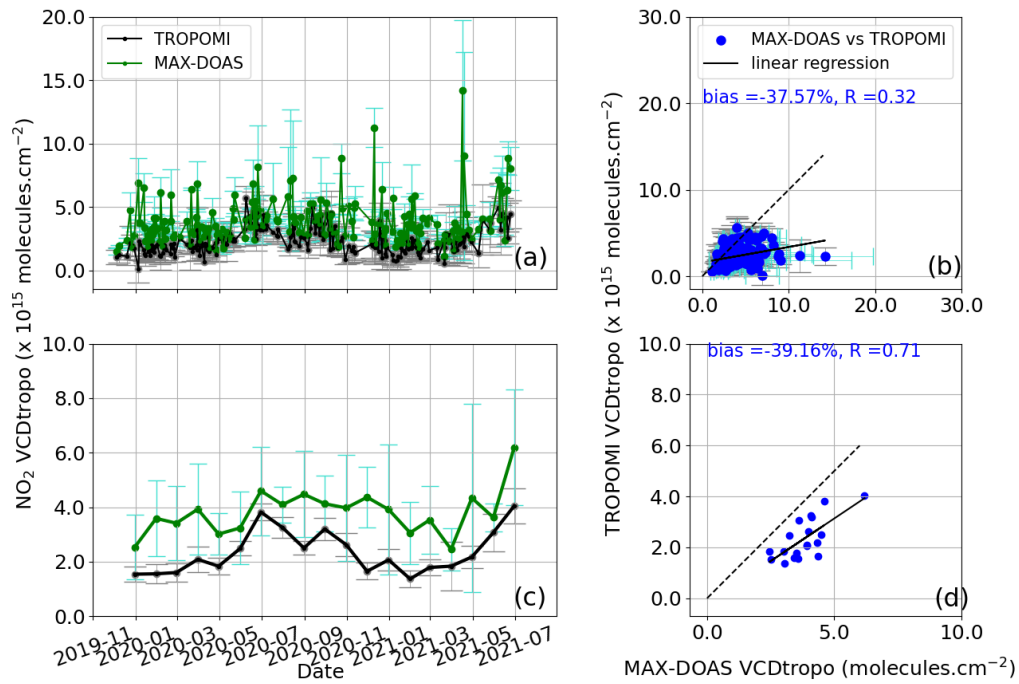 NO₂ VCDtropo (x 10¹⁵ molecules.cm⁻²)
20.0
15.0
10.0
5.0
0.0
TROPOMI
MAX-DOAS
(a)
TROPOMI VCDtropo (x 10¹⁵ molecules.cm⁻²)
30.0
20.0
10.0
0.0
MAX-DOAS vs TROPOMI
linear regression
bias =-37.57%, R =0.32
(b)
0.0 10.0 20.0 30.0
10.0
8.0
6.0
4.0
2.0
0.0
(c)
2019-11 2020-01 2020-03 2020-05 2020-07 2020-09 2020-11 2021-01 2021-03 2021-05 2021-07
Date
10.0
8.0
6.0
4.0
2.0
0.0
bias =-39.16%, R =0.71
(d)
0.0 5.0 10.0
MAX-DOAS VCDtropo (molecules.cm⁻²)